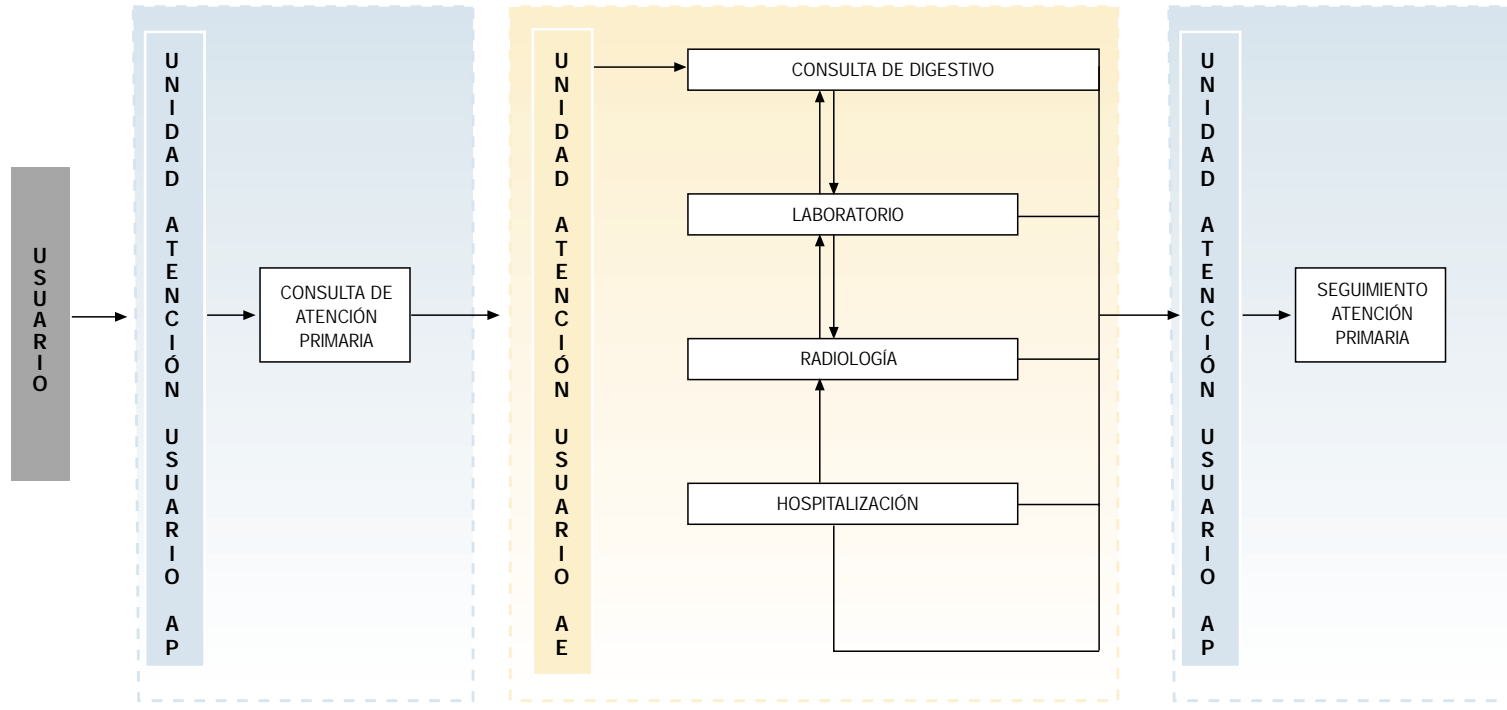 USUARIO
UNIDAD ATENCIÓN USUARIO AP
CONSULTA DE
ATENCIÓN
PRIMARIA
UNIDAD ATENCIÓN USUARIO AE
CONSULTA DE DIGESTIVO
LABORATORIO
RADIOLOGÍA
HOSPITALIZACIÓN
UNIDAD ATENCIÓN USUARIO AP
SEGUIMIENTO
ATENCIÓN
PRIMARIA